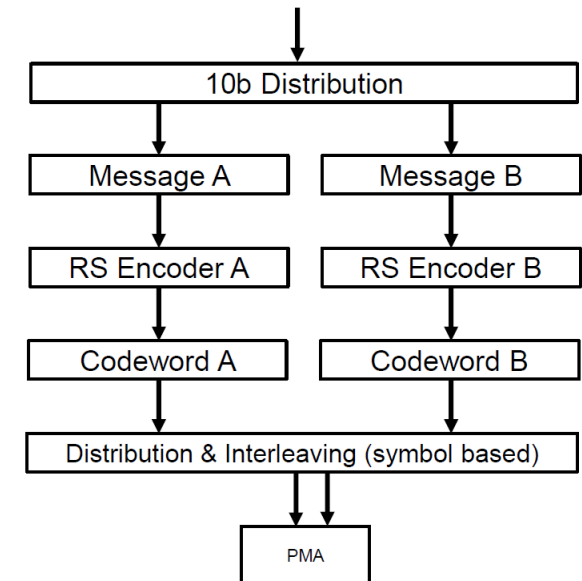 10b Distribution
Message A
Message B
RS Encoder A
RS Encoder B
Codeword A
Codeword B
Distribution & Interleaving (symbol based)
PMA